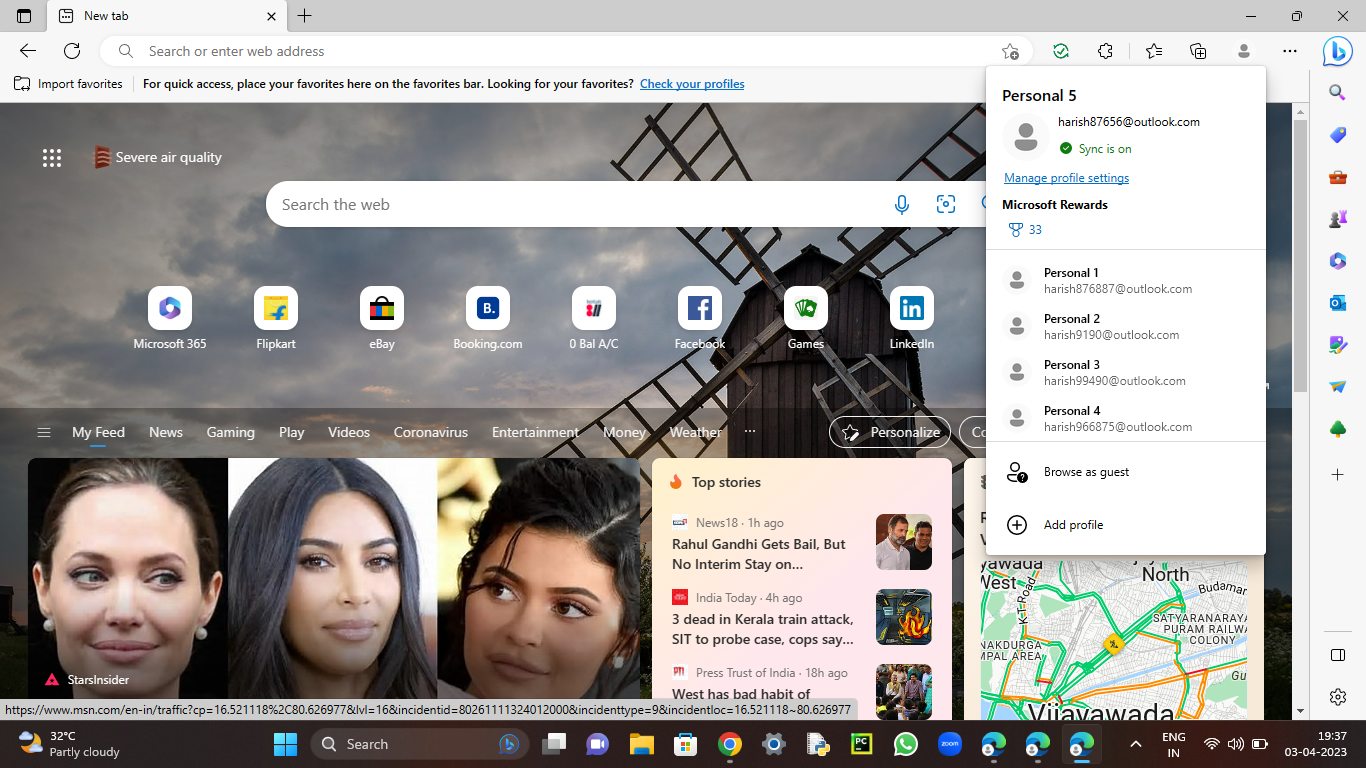 New tab
Search or enter web address
Import favorites
For quick access, place your favorites here on the favorites bar. Looking for your favorites? Check your profiles
Severe air quality
Search the web
Microsoft 365
Flipkart
eBay
B.
Booking.com
0 Bal A/C
Facebook
Games
LinkedIn
Personal 5
harish87656@outlook.com
Sync is on
Manage profile settings
Microsoft Rewards
33
Personal 1
harish876887@outlook.com
Personal 2
harish9190@outlook.com
Personal 3
harish99490@outlook.com
Personal 4
harish966875@outlook.com
Browse as guest
Add profile
My Feed
News
Gaming
Play
Videos
Coronavirus
Entertainment
Money
Weather
...
Personalize
StarsInsider
Top stories
News18 · 1h ago
Rahul Gandhi Gets Bail, But
No Interim Stay on...
India Today · 4h ago
3 dead in Kerala train attack,
SIT to probe case, cops say...
Press Trust of India · 18h ago
West has bad habit of
West
North
Budamar
K T Road
SATYARANARAYA
PURAM RAILWA
COLONY
NAKDURGA
MPAL AREA
Gu
Vijayawada
https://www.msn.com/en-in/traffic?cp=16.521118%2C80.626977&lvl=16&incidentid=802611113240120000&incidenttype=9&incidentloc=16.521118~80.626977
32°C
Partly cloudy
Search
PC
zoom
ENG
IN
19:37
03-04-2023